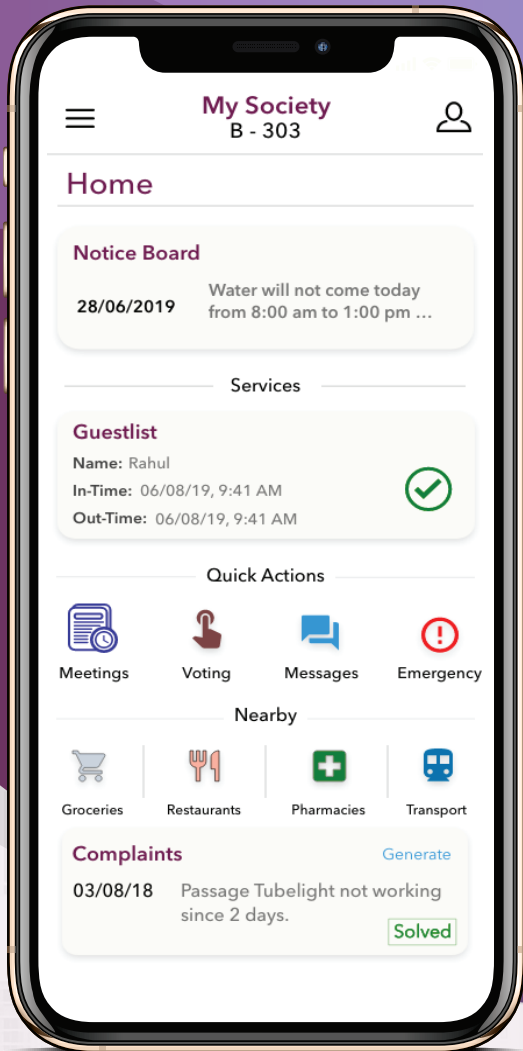 My Society
B - 303
Home
Notice Board
28/06/2019
Water will not come today
from 8:00 am to 1:00 pm ...
Services
Guestlist
Name: Rahul
In-Time: 06/08/19, 9:41 AM
Out-Time: 06/08/19, 9:41 AM
Quick Actions
Meetings Voting Messages Emergency
Nearby
Groceries Restaurants Pharmacies Transport
Complaints Generate
03/08/18 Passage Tubelight not working
since 2 days.
Solved